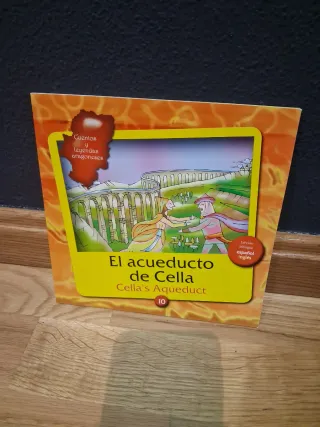 Cuentos y
leyendas
aragonesas
El acueducto
de Cella
Cella's Aqueduct
español
inglés
10